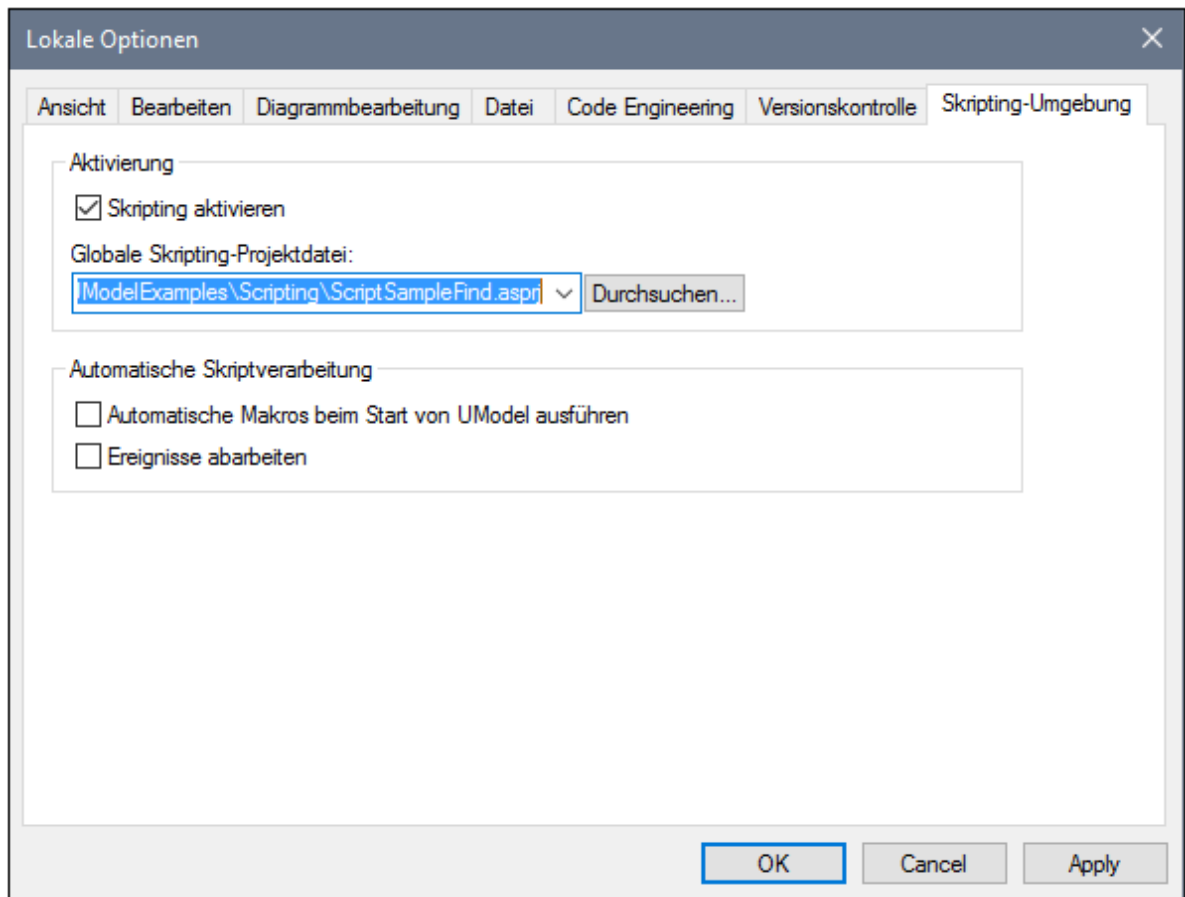 Lokale Optionen
Ansicht Bearbeiten Diagrammbearbeitung Datei Code Engineering Versionskontrolle Skripting-Umgebung
Aktivierung
Skripting aktivieren
Globale Skripting-Projektdatei:
ModelExamples\Scripting\ScriptSampleFind.asprj Durchsuchen...
Automatische Skriptverarbeitung
Automatische Makros beim Start von UModel ausführen
Ereignisse abarbeiten
OK Cancel Apply